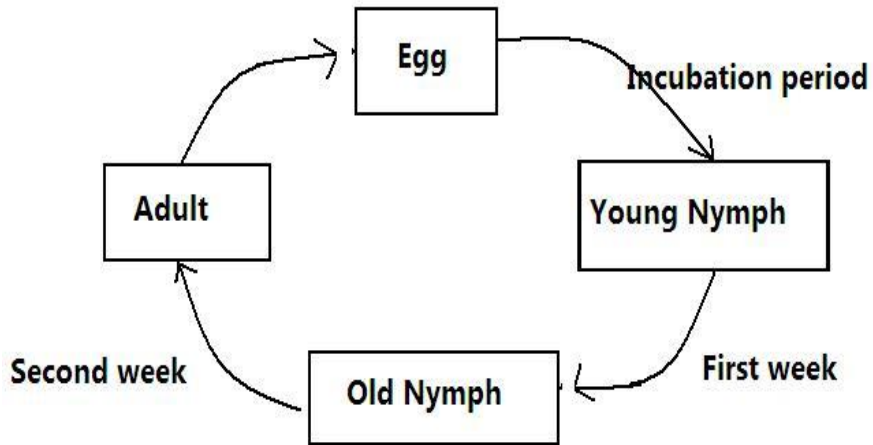 Egg
Incubation period
Adult
Young Nymph
Second week
First week
Old Nymph